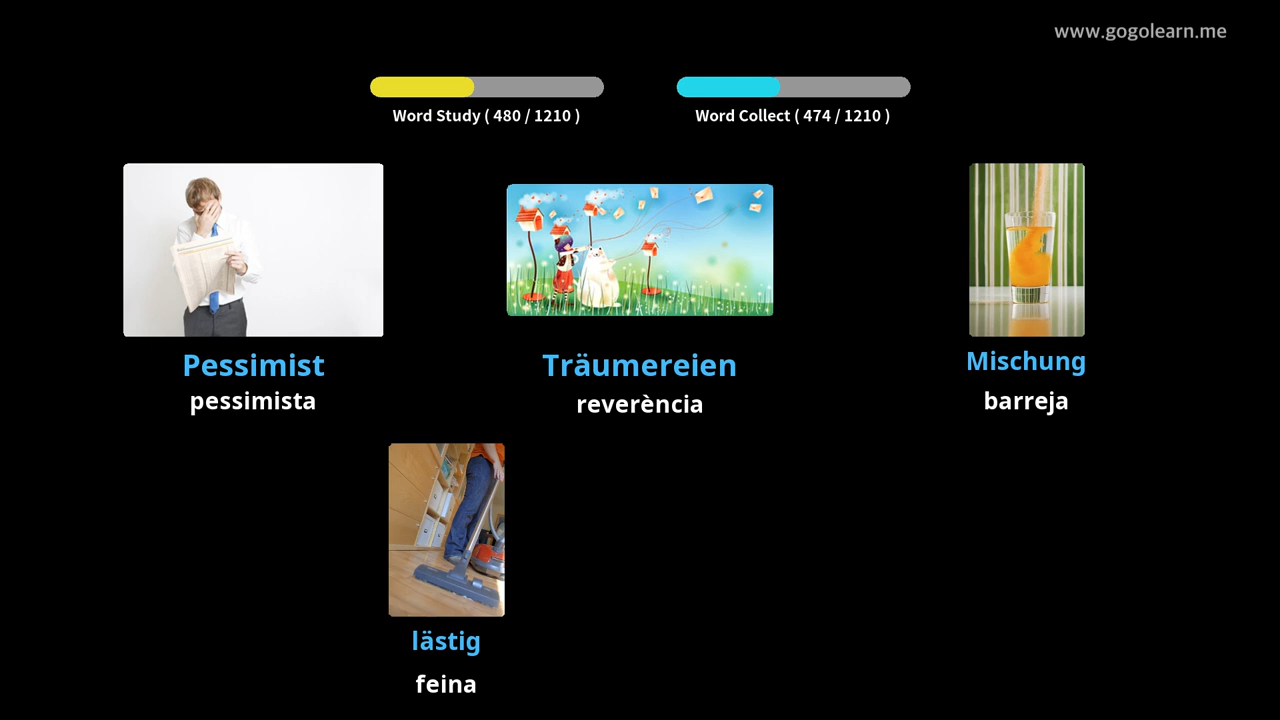 www.gogolearn.me
Word Study ( 480 / 1210 )
Word Collect ( 474 / 1210 )
Pessimist
pessimista
Träumereien
reverència
Mischung
barreja
lästig
feina